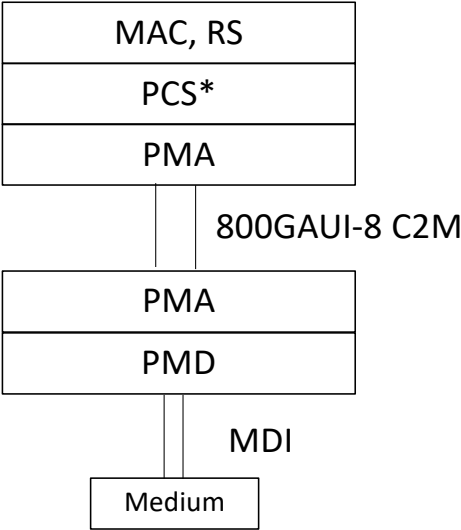 MAC, RS
PCS*
PMA
800GAUI-8 C2M
PMA
PMD
MDI
Medium